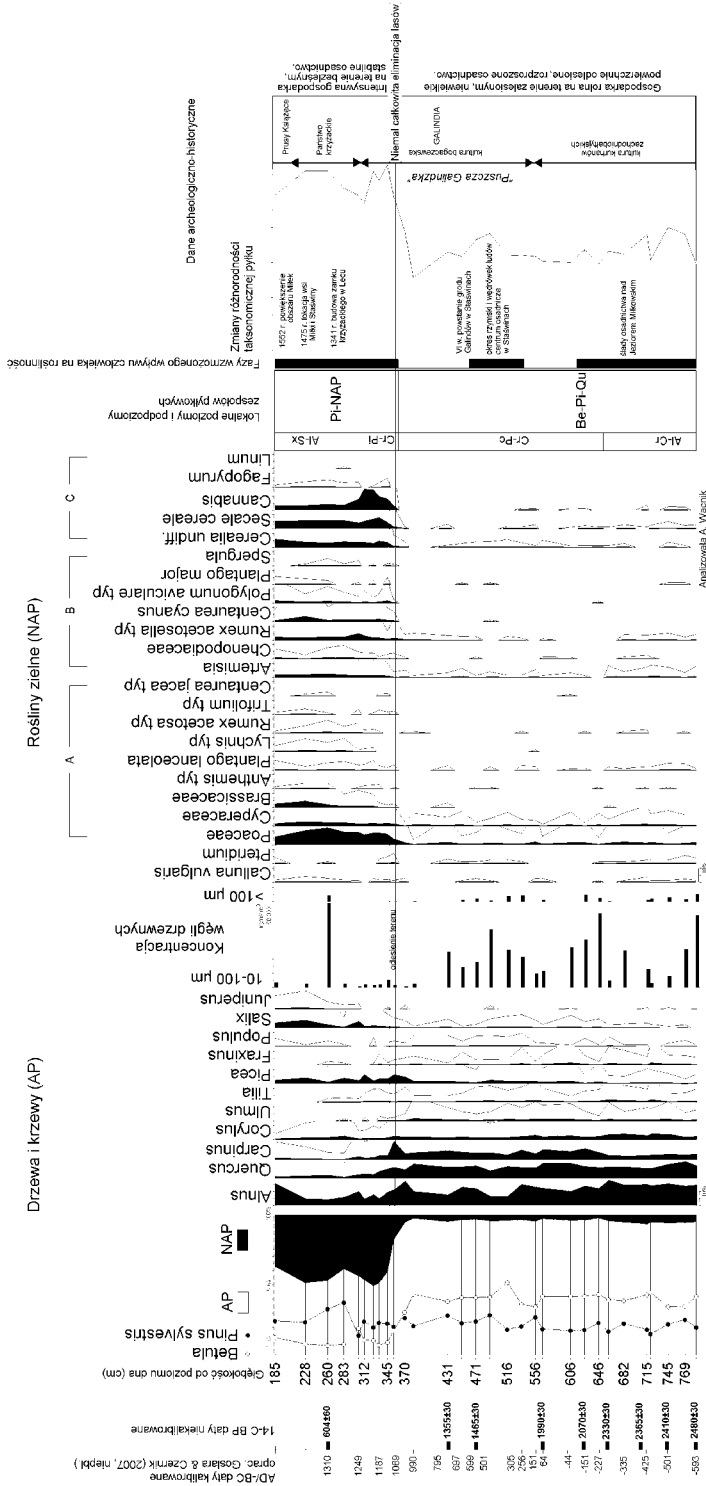 Drzewa i krzewy (AP)
Rośliny zielne (NAP)
A
B
C
AD/-BC daty kalibrowane
oprac. Goslara & Czernik (2007, niepbl.)
14-C BP daty niekalibrowane
Głębokość od poziomu dna (cm)
Betula
Pinus sylvestris
AP
NAP
Alnus
Quercus
Carpinus
Corylus
Ulmus
Tilia
Picea
Fraxinus
Populus
Salix
Juniperus
10-100 µm
Koncentracja
węgli drzewnych
>100 µm
Calluna vulgaris
Pteridium
Poaceae
Cyperaceae
Brassicaceae
Anthemis typ
Plantago lanceolata
Lychnis typ
Rumex acetosa typ
Trifolium typ
Centaurea jacea typ
Artemisia
Chenopodiaceae
Rumex acetosella typ
Centaurea cyanus
Polygonum aviculare typ
Plantago major
Spergula
Cerealia undiff.
Secale cereale
Cannabis
Fagopyrum
Linum
Lokalne poziomy i podpoziomy
zespołów pyłkowych
Fazy wzmożonego wpływu człowieka na roślinność
Zmiany różnorodności
taksonomicznej pyłku
Dane archeologiczno-historyczne
185
228
260
283
312
345
370
431
471
516
556
606
646
682
715
745
769
604±60
1355±30
1465±30
1990±30
2070±30
2330±30
2365±30
2410±30
2480±30
1310
1249
1187
1069
990
795
697
599
501
305
256
151
64
-44
-151
-227
-335
-425
-501
-593
odlesienie terenu
Al-Sx
Cr-Pi
Cr-Pc
Al-Cr
Pi-NAP
Be-Pi-Qu
1552 r. powiększenie
obszaru Miłek
1475 r. lokacja wsi
Miłki i Staświny
1341 r. budowa zamku
krzyżackiego w Lecu
VI w. powstanie grodu
Galindów w Staświnach
okres rzymski i wędrówek ludów
centrum osadnicze
w Staświnach
ślady osadnictwa nad
Jeziorem Miłkowskim
Prusy Książęce
Państwo
krzyżackie
GALINDIA
kultura bogaczewska
"Puszcza Galindzka"
kultura kurhanów
zachodniobałtyjskich
Intensywna gospodarka
na terenie bezleśnym,
stabilne osadnictwo.
Niemal całkowita eliminacja lasów
Gospodarka rolna na terenie zalesionym, niewielkie
powierzchnie odlesione, rozproszone osadnictwo.
Analizowała A. Wacnik